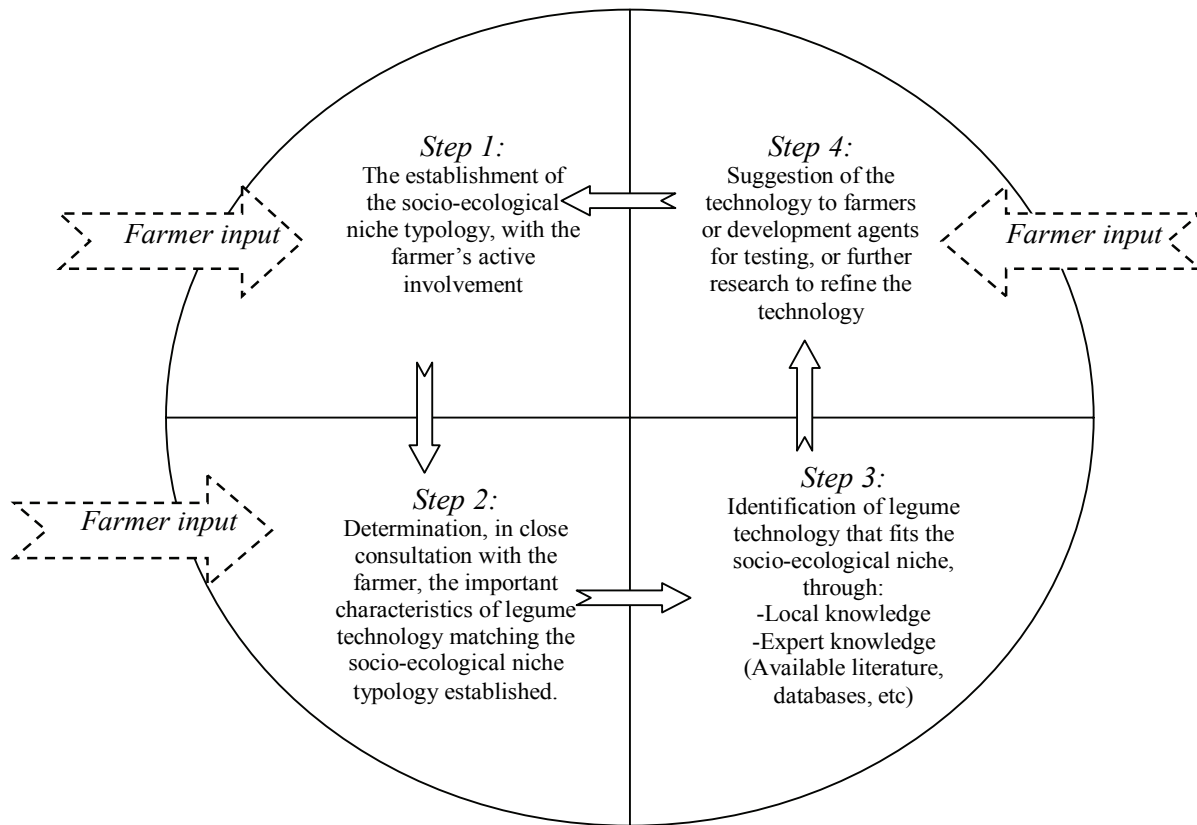 Step 1:
The establishment of
the socio-ecological
niche typology, with the
farmer's active
involvement
Farmer input
Step 4:
Suggestion of the
technology to farmers
or development agents
for testing, or further
research to refine the
technology
Farmer input
Step 2:
Determination, in close
consultation with the
farmer, the important
characteristics of legume
technology matching the
socio-ecological niche
typology established.
Farmer input
Step 3:
Identification of legume
technology that fits the
socio-ecological niche,
through:
-Local knowledge
-Expert knowledge
(Available literature,
databases, etc)